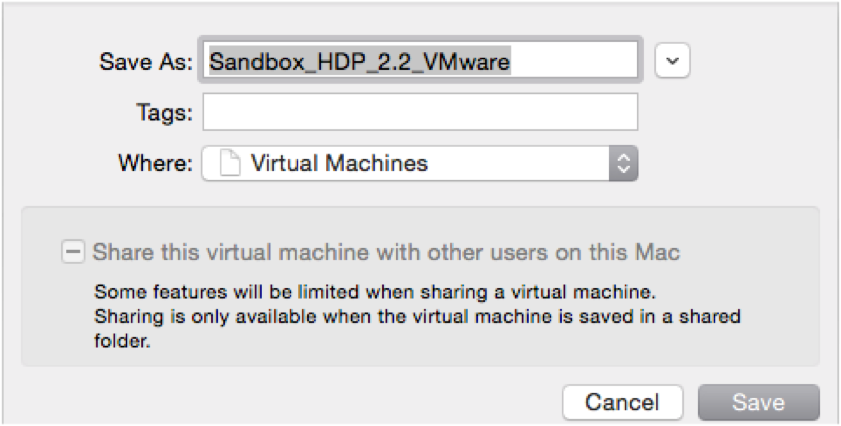 Save As: Sandbox_HDP_2.2_VMware
Tags:
Where: Virtual Machines
Share this virtual machine with other users on this Mac
Some features will be limited when sharing a virtual machine.
Sharing is only available when the virtual machine is saved in a shared
folder.
Cancel Save